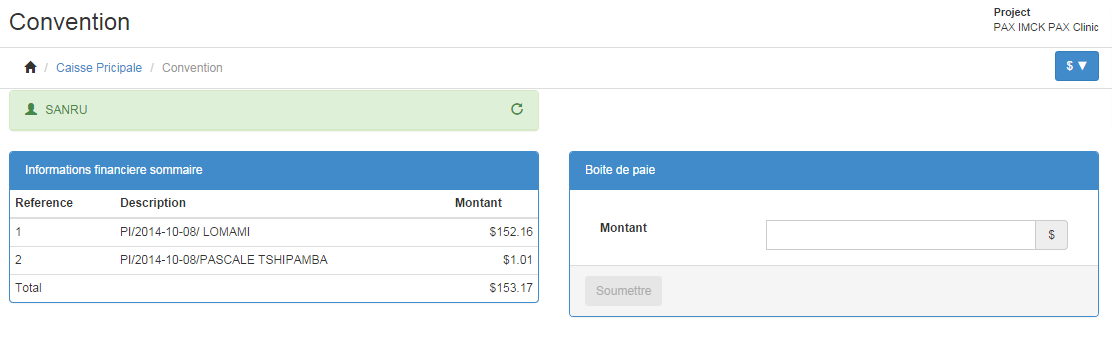 Convention
Project
PAX IMCK PAX Clinic
/ Caisse Pricipale / Convention
$ ▼
SANRU
Informations financiere sommaire
Reference Description Montant
1 PI/2014-10-08/ LOMAMI $152.16
2 PI/2014-10-08/PASCALE TSHIPAMBA $1.01
Total $153.17
Boite de paie
Montant $
Soumettre